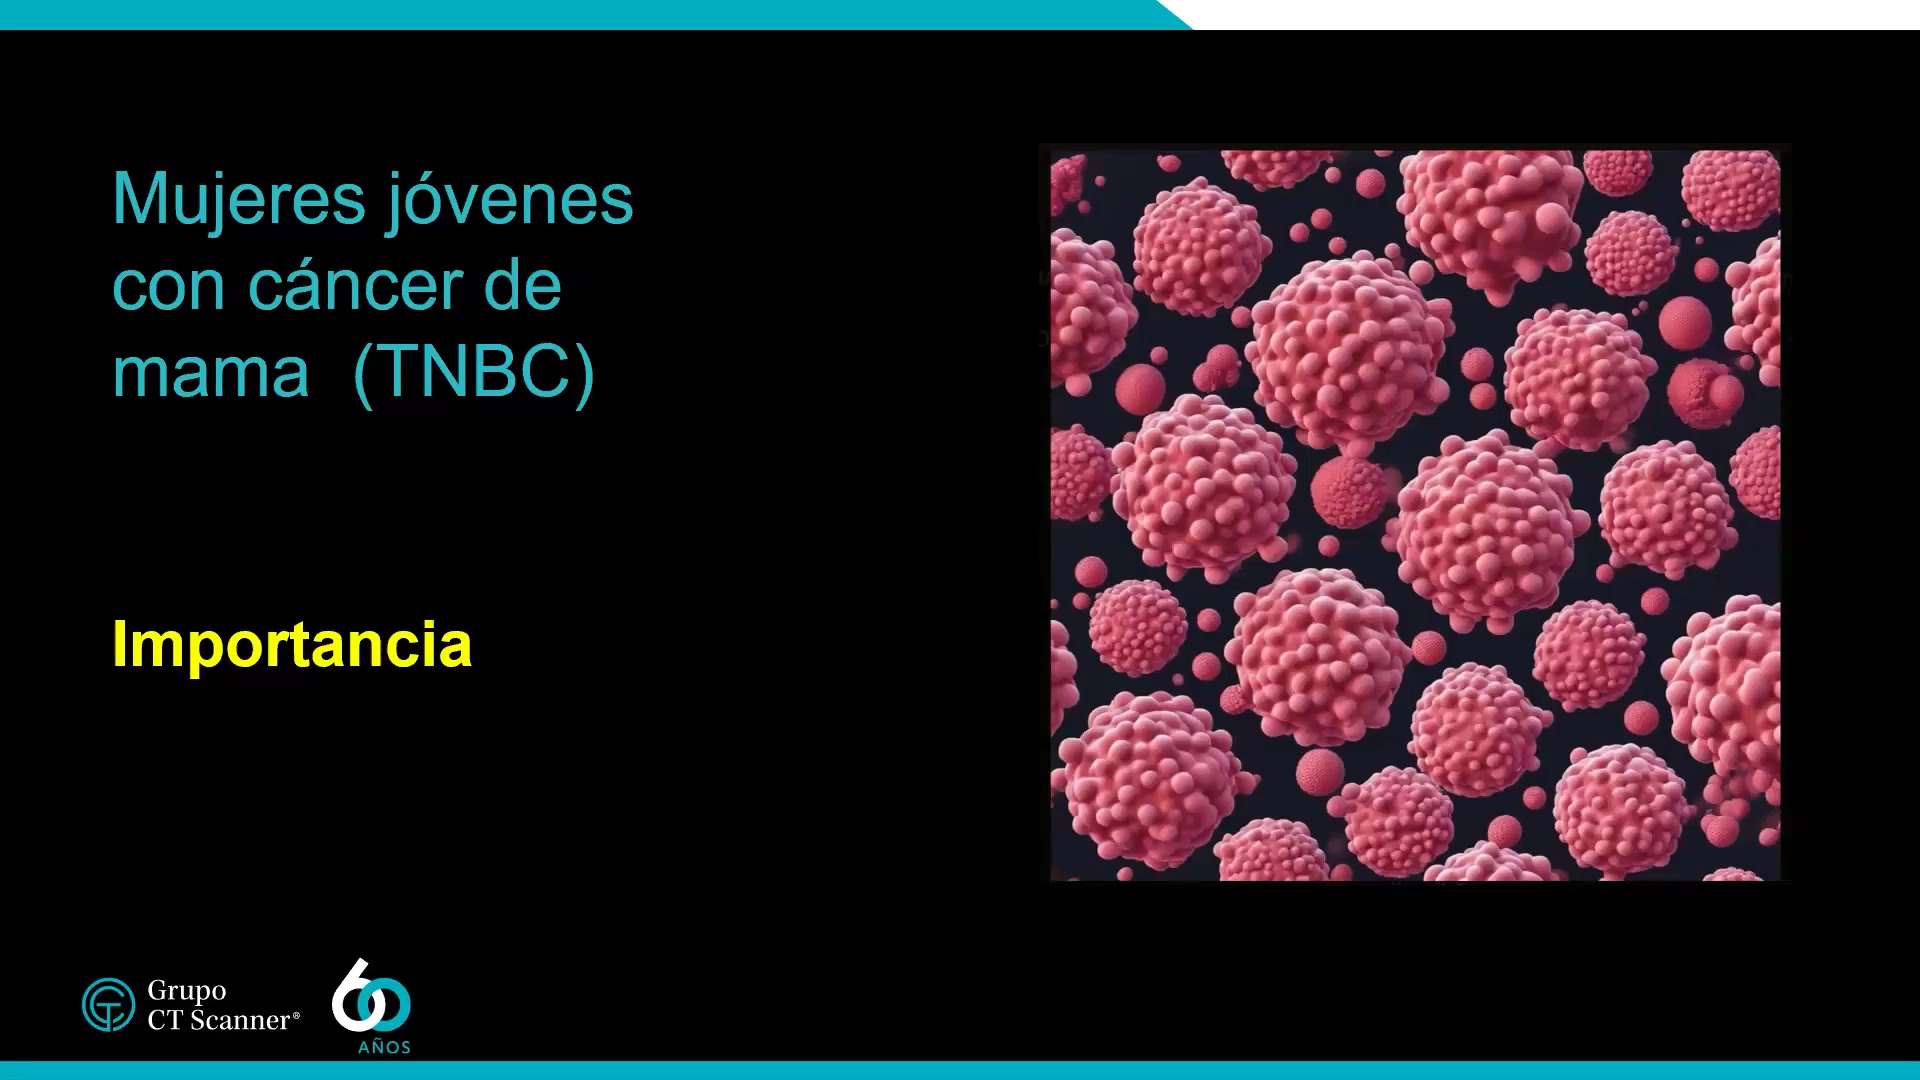 Mujeres jóvenes
con cáncer de
mama (TNBC)
Importancia
Grupo
CT Scanner®
60
AÑOS